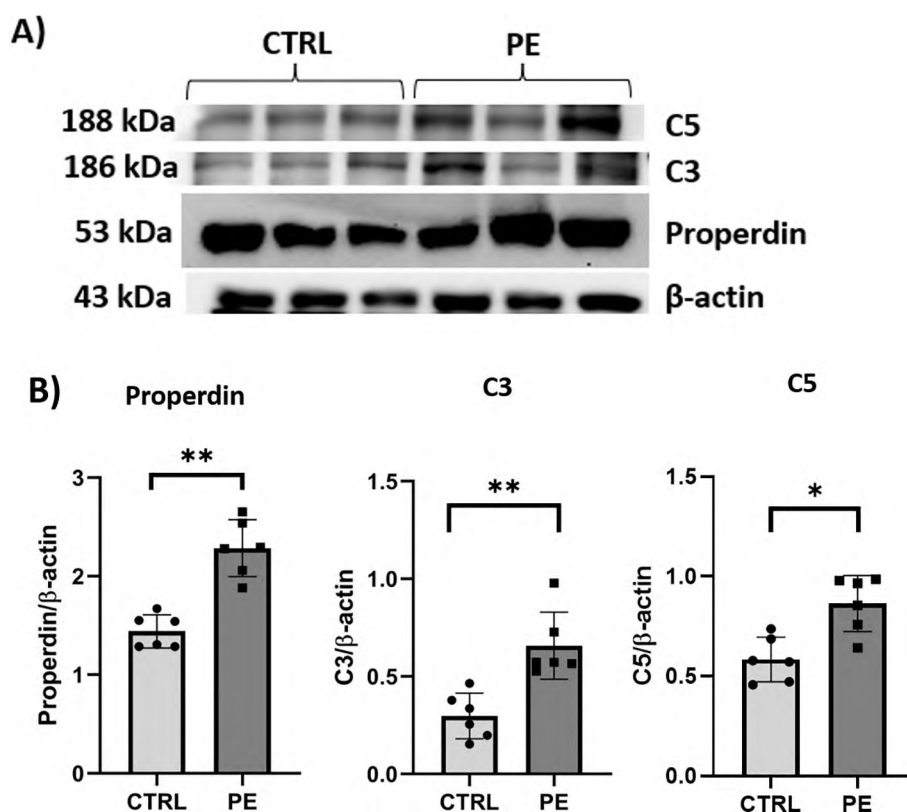 A)
CTRL PE
188 kDa C5
186 kDa C3
53 kDa Properdin
43 kDa β-actin
B) Properdin C3 C5
**
**
*
3
2
1
0
Properdin/β-actin
CTRL PE
1.5
1.0
0.5
0.0
C3/β-actin
CTRL PE
1.5
1.0
0.5
0.0
C5/β-actin
CTRL PE